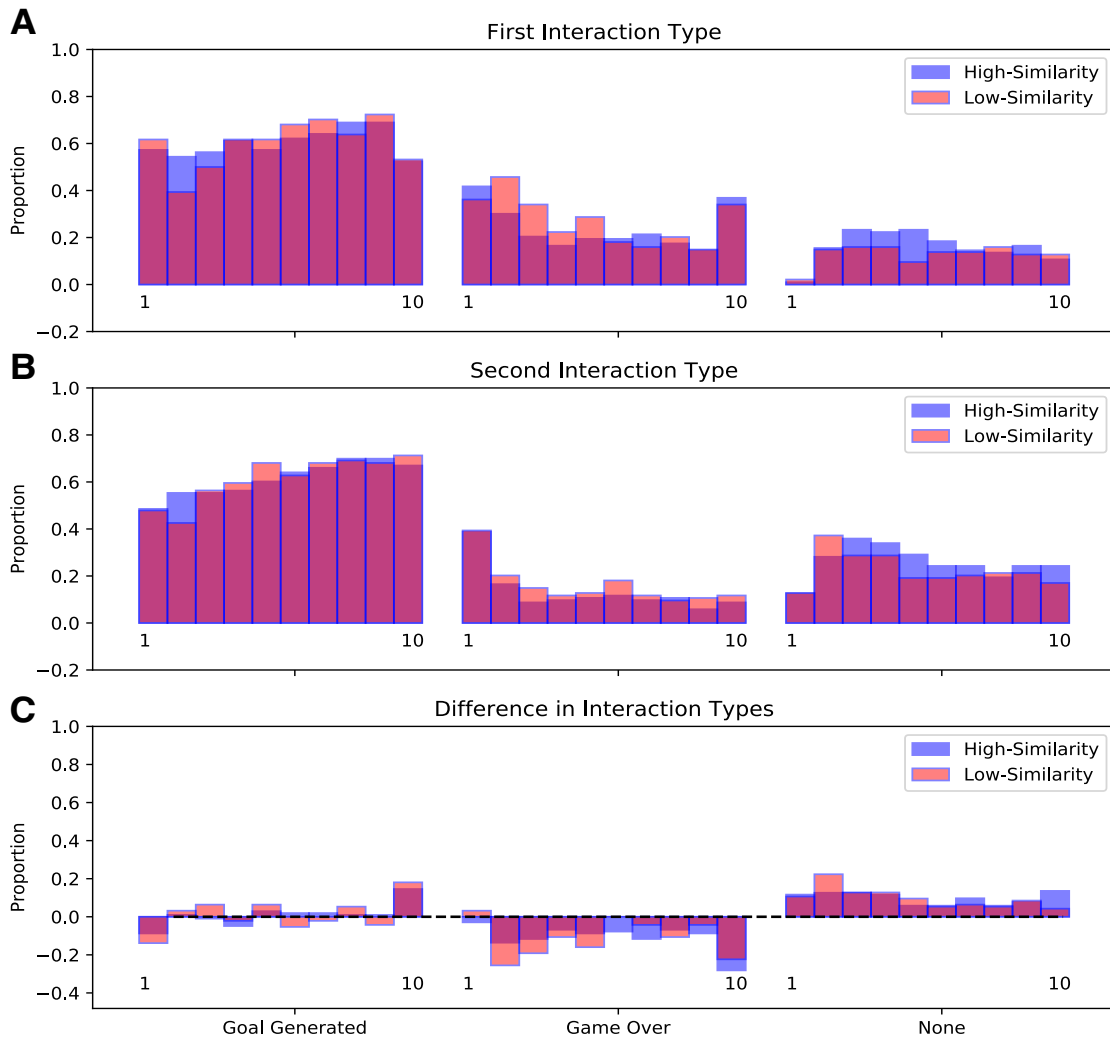 A
First Interaction Type
1.0
0.8
0.6
0.4
0.2
0.0
−0.2
Proportion
High-Similarity
Low-Similarity
1 10 1 10 1 10
B
Second Interaction Type
1.0
0.8
0.6
0.4
0.2
0.0
−0.2
Proportion
High-Similarity
Low-Similarity
1 10 1 10 1 10
C
Difference in Interaction Types
1.0
0.8
0.6
0.4
0.2
0.0
−0.2
−0.4
Proportion
High-Similarity
Low-Similarity
1 10 1 10 1 10
Goal Generated Game Over None